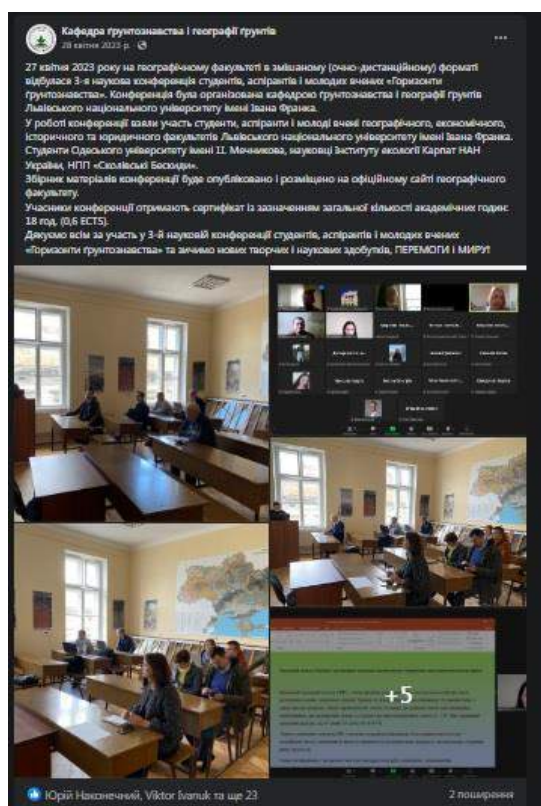 Кафедра ґрунтознавства і географії ґрунтів
28 квітня 2023 р.
27 квітня 2023 року на географічному факультеті в змішаному (очно-дистанційному) форматі
відбулася 3-я наукова конференція студентів, аспірантів і молодих вчених «Горизонти
ґрунтознавства». Конференція була організована кафедрою ґрунтознавства і географії ґрунтів
Львівського національного університету імені Івана Франка.
У роботі конференції взяли участь студенти, аспіранти і молоді вчені географічного, економічного,
історичного та юридичного факультетів Львівського національного університету імені Івана Франка.
Студенти Одеського університету імені І.І. Мечникова, науковці Інституту екології Карпат НАН
України, НПП «Сколівські Бескиди».
Збірник матеріалів конференції буде опубліковано і розміщено на офіційному сайті географічного
факультету.
Учасники конференції отримають сертифікат із зазначенням загальної кількості академічних годин:
18 год. (0,6 ECTS).
Дякуємо всім за участь у 3-й науковій конференції студентів, аспірантів і молодих вчених
«Горизонти ґрунтознавства» та зичимо нових творчих і наукових здобутків, ПЕРЕМОГИ і МИРУ!
+5
Юрій Наконечний, Viktor Ivanuk та ще 23
2 поширення